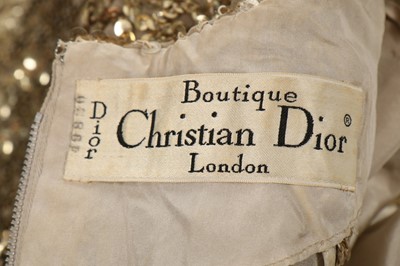 Dior
Boutique
Christian Dior®
London